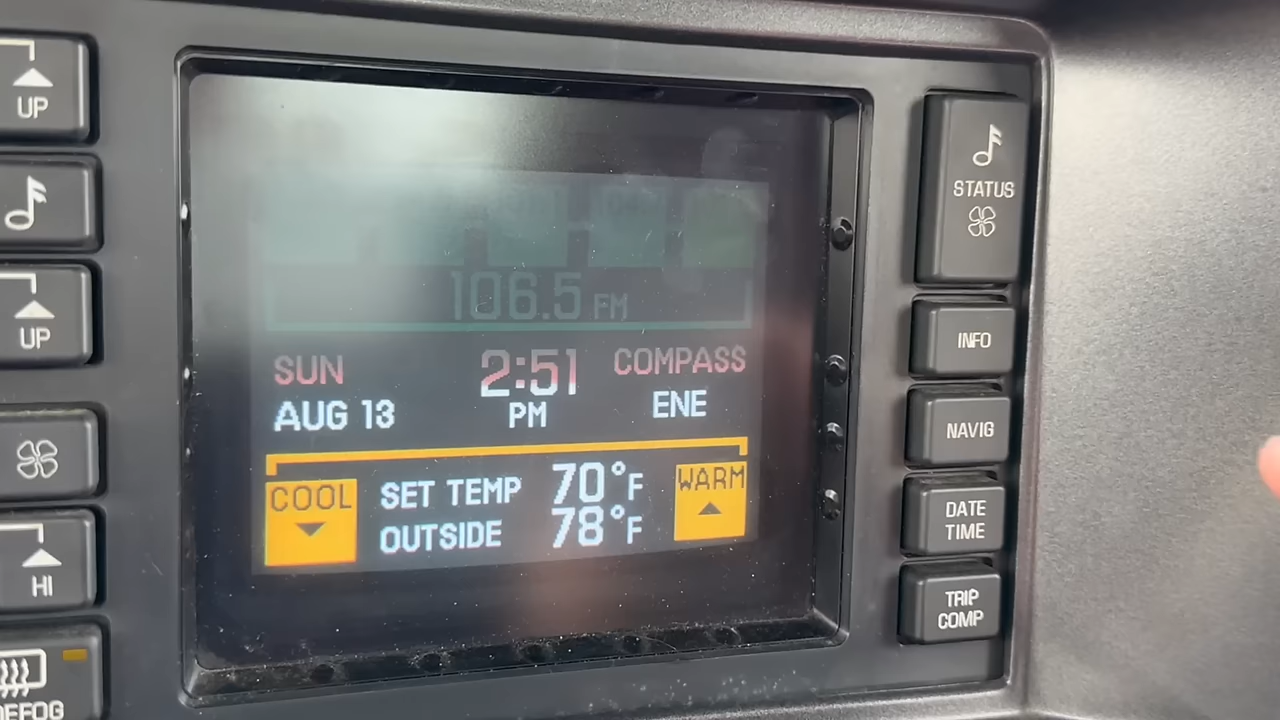 UP
UP
HI
DEFOG
106.5 FM
SUN 2:51 COMPASS
AUG 13 PM ENE
COOL SET TEMP 70°F WARM
OUTSIDE 78°F
STATUS
INFO
NAVIG
DATE
TIME
TRIP
COMP